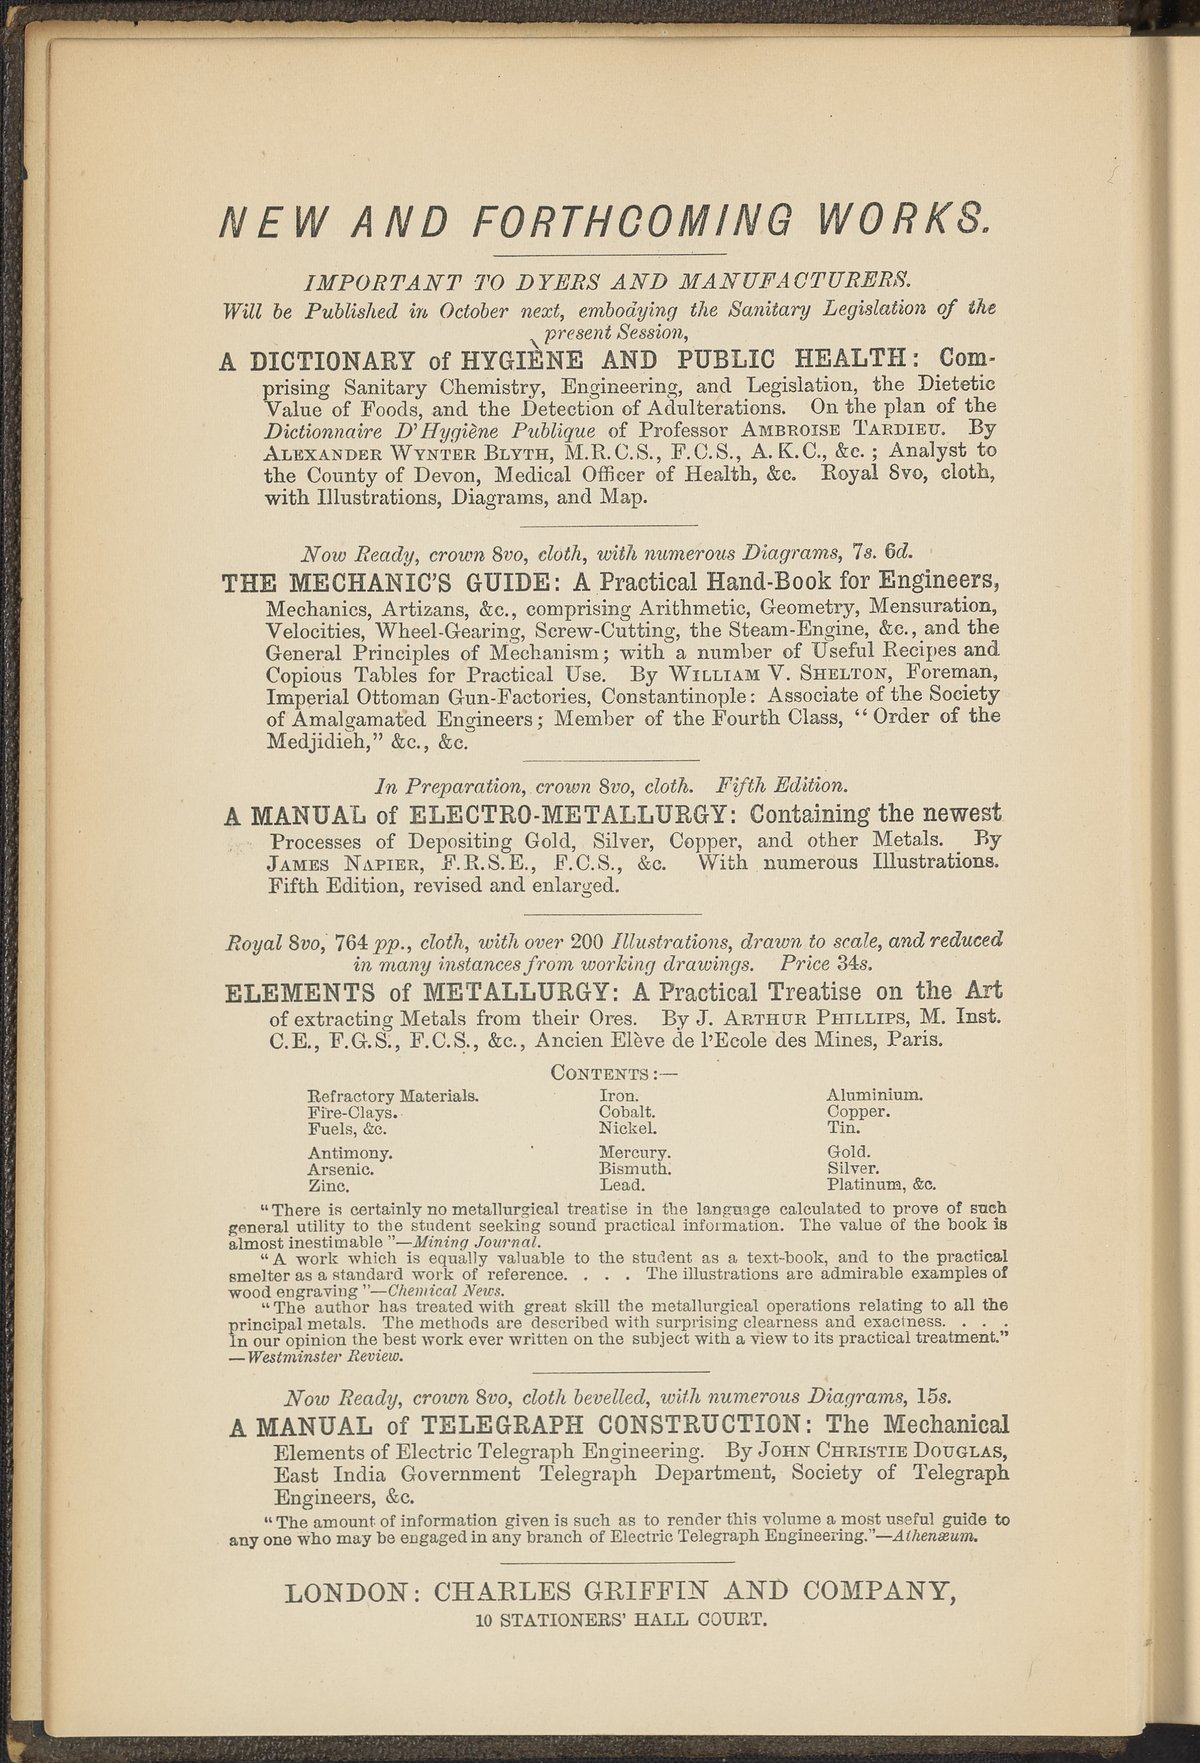 NEW AND FORTHCOMING WORKS.
IMPORTANT TO DYERS AND MANUFACTURERS.
Will be Published in October next, embodying the Sanitary Legislation of the
present Session,
A DICTIONARY of HYGIÈNE AND PUBLIC HEALTH: Com-
prising Sanitary Chemistry, Engineering, and Legislation, the Dietetic
Value of Foods, and the Detection of Adulterations. On the plan of the
Dictionnaire D'Hygiène Publique of Professor AMBROISE TARDIEU. By
ALEXANDER WYNTER BLYTH, M.R.C.S., F.C.S., A.K.C., &c.; Analyst to
the County of Devon, Medical Officer of Health, &c. Royal 8vo, cloth,
with Illustrations, Diagrams, and Map.
Now Ready, crown 8vo, cloth, with numerous Diagrams, 7s. 6d.
THE MECHANIC'S GUIDE: A Practical Hand-Book for Engineers,
Mechanics, Artizans, &c., comprising Arithmetic, Geometry, Mensuration,
Velocities, Wheel-Gearing, Screw-Cutting, the Steam-Engine, &c., and the
General Principles of Mechanism; with a number of Useful Recipes and
Copious Tables for Practical Use. By WILLIAM V. SHELTON, Foreman,
Imperial Ottoman Gun-Factories, Constantinople: Associate of the Society
of Amalgamated Engineers; Member of the Fourth Class, “Order of the
Medjidieh,” &c., &c.
In Preparation, crown 8vo, cloth. Fifth Edition.
A MANUAL of ELECTRO-METALLURGY: Containing the newest
Processes of Depositing Gold, Silver, Copper, and other Metals. By
JAMES NAPIER, F.R.S.E., F.C.S., &c. With numerous Illustrations.
Fifth Edition, revised and enlarged.
Royal 8vo, 764 pp., cloth, with over 200 Illustrations, drawn to scale, and reduced
in many instances from working drawings. Price 34s.
ELEMENTS of METALLURGY: A Practical Treatise on the Art
of extracting Metals from their Ores. By J. ARTHUR PHILLIPS, M. Inst.
C.E., F.G.S., F.C.S., &c., Ancien Elève de l'Ecole des Mines, Paris.
CONTENTS:—
Refractory Materials. Iron. Aluminium.
Fire-Clays. Cobalt. Copper.
Fuels, &c. Nickel. Tin.
Antimony. Mercury. Gold.
Arsenic. Bismuth. Silver.
Zinc. Lead. Platinum, &c.
“There is certainly no metallurgical treatise in the language calculated to prove of such
general utility to the student seeking sound practical information. The value of the book is
almost inestimable”—Mining Journal.
“A work which is equally valuable to the student as a text-book, and to the practical
smelter as a standard work of reference. . . . The illustrations are admirable examples of
wood engraving”—Chemical News.
“The author has treated with great skill the metallurgical operations relating to all the
principal metals. The methods are described with surprising clearness and exactness. . . .
In our opinion the best work ever written on the subject with a view to its practical treatment.”
—Westminster Review.
Now Ready, crown 8vo, cloth bevelled, with numerous Diagrams, 15s.
A MANUAL of TELEGRAPH CONSTRUCTION: The Mechanical
Elements of Electric Telegraph Engineering. By JOHN CHRISTIE DOUGLAS,
East India Government Telegraph Department, Society of Telegraph
Engineers, &c.
“The amount of information given is such as to render this volume a most useful guide to
any one who may be engaged in any branch of Electric Telegraph Engineering.”—Athenæum.
LONDON: CHARLES GRIFFIN AND COMPANY,
10 STATIONERS' HALL COURT.